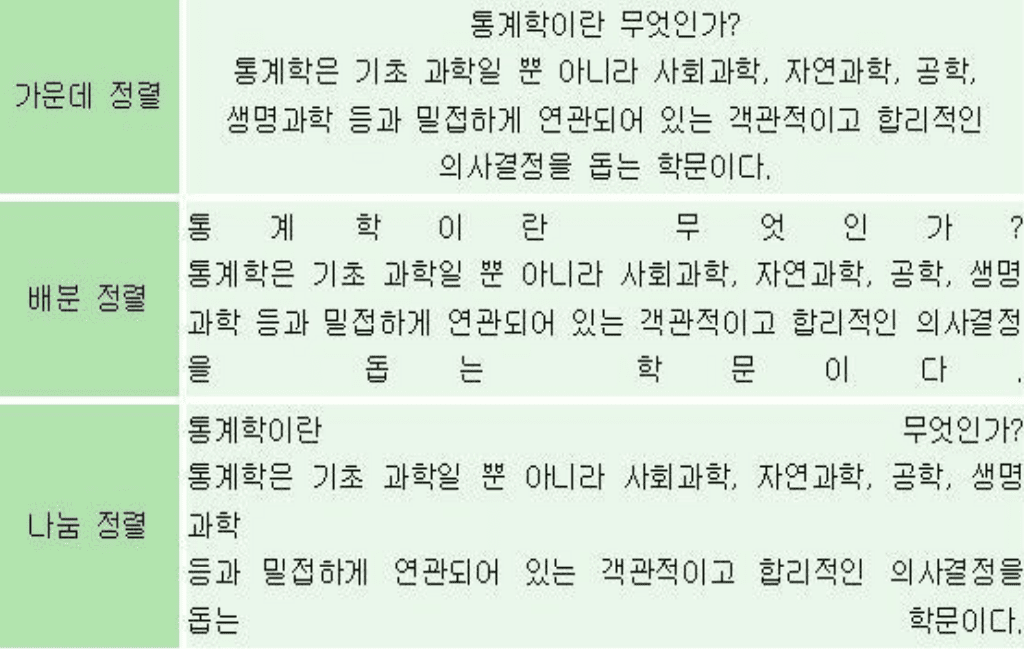 가운데 정렬
통계학이란 무엇인가?
통계학은 기초 과학일 뿐 아니라 사회과학, 자연과학, 공학,
생명과학 등과 밀접하게 연관되어 있는 객관적이고 합리적인
의사결정을 돕는 학문이다.
배분 정렬
통 계 학 이 란 무 엇 인 가 ?
통계학은 기초 과학일 뿐 아니라 사회과학, 자연과학, 공학, 생명
과학 등과 밀접하게 연관되어 있는 객관적이고 합리적인 의사결정
을 돕 는 학 문 이 다 .
나눔 정렬
통계학이란 무엇인가?
통계학은 기초 과학일 뿐 아니라 사회과학, 자연과학, 공학, 생명
과학
등과 밀접하게 연관되어 있는 객관적이고 합리적인 의사결정을
돕는 학문이다.